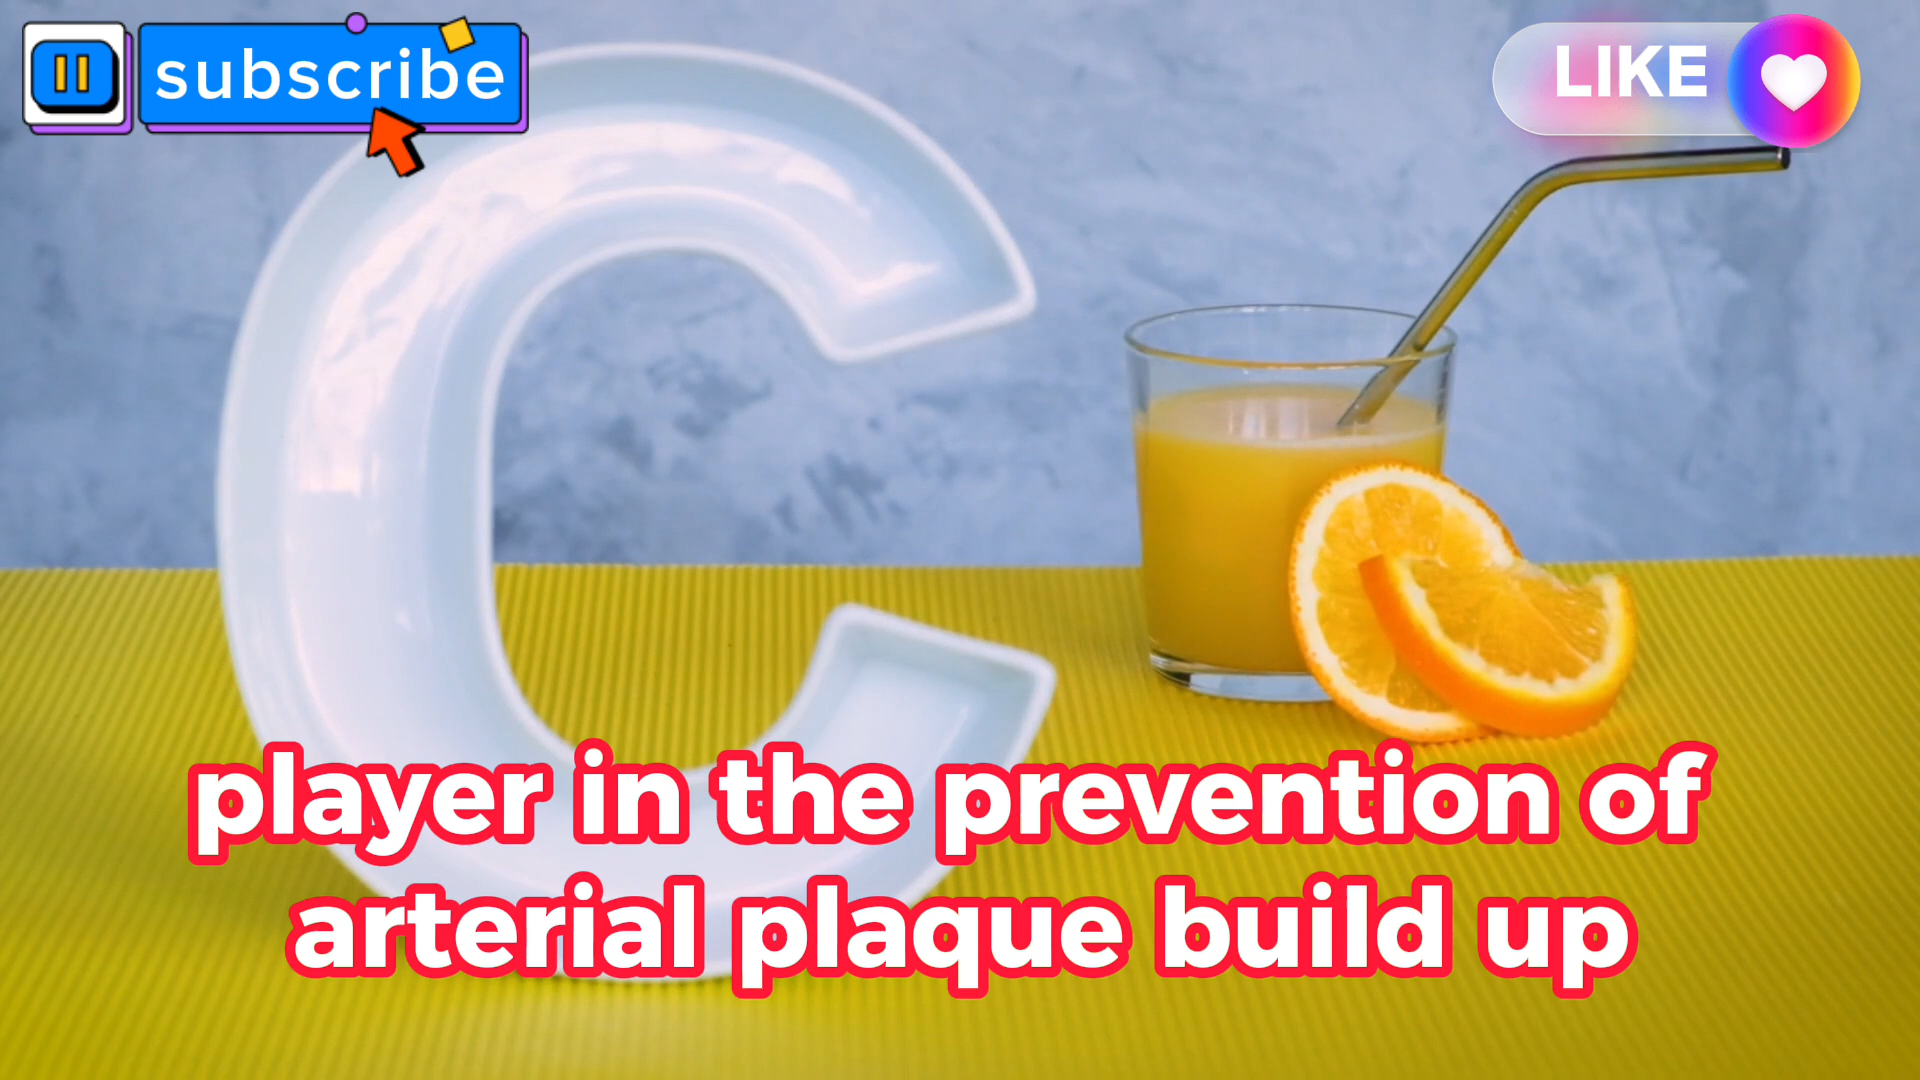 subscribe
LIKE
C
player in the prevention of
arterial plaque build up